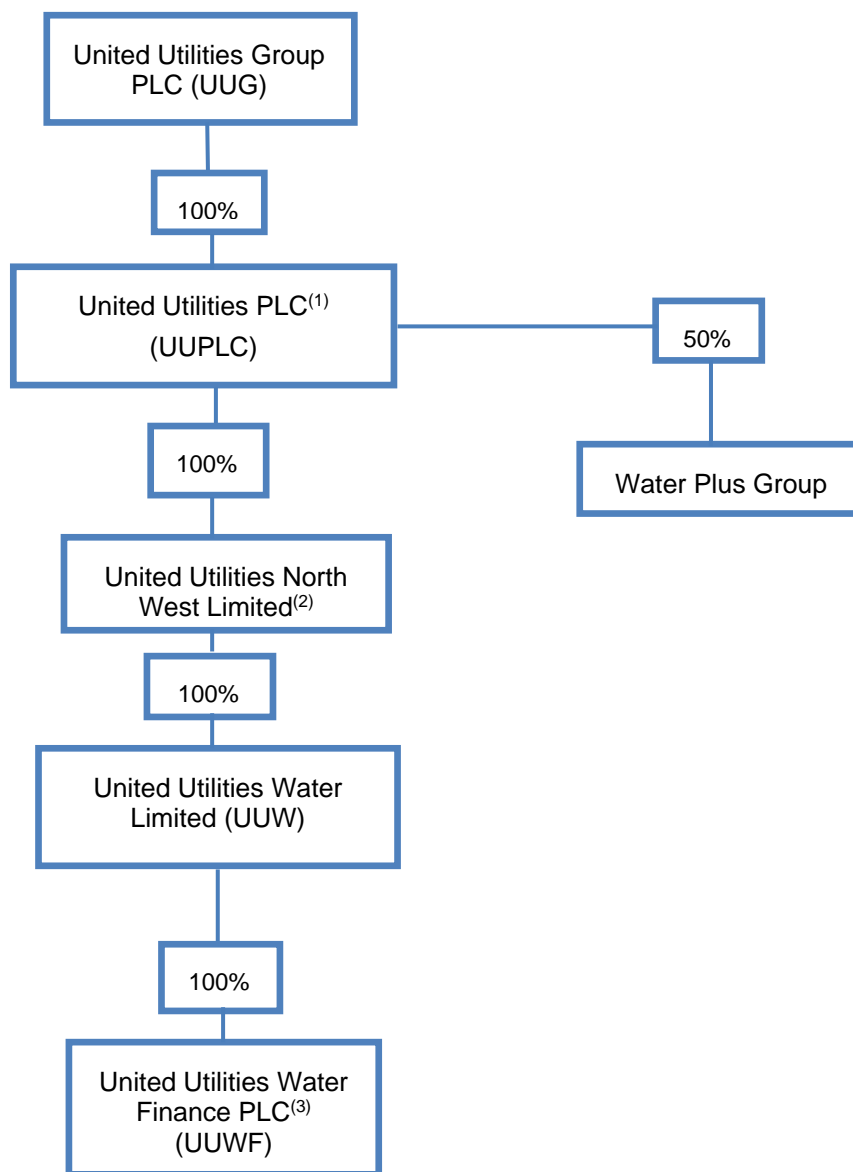 United Utilities Group
PLC (UUG)
100%
United Utilities PLC(1)
(UUPLC)
50%
100%
Water Plus Group
United Utilities North
West Limited(2)
100%
United Utilities Water
Limited (UUW)
100%
United Utilities Water
Finance PLC(3)
(UUWF)